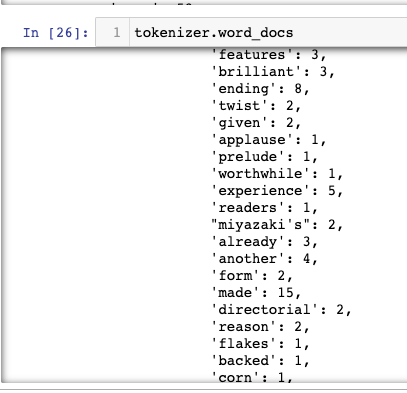 In [26]: 1 tokenizer.word_docs
'features': 3,
'brilliant': 3,
'ending': 8,
'twist': 2,
'given': 2,
'applause': 1,
'prelude': 1,
'worthwhile': 1,
'experience': 5,
'readers': 1,
"miyazaki's": 2,
'already': 3,
'another': 4,
'form': 2,
'made': 15,
'directorial': 2,
'reason': 2,
'flakes': 1,
'backed': 1,
'corn': 1,